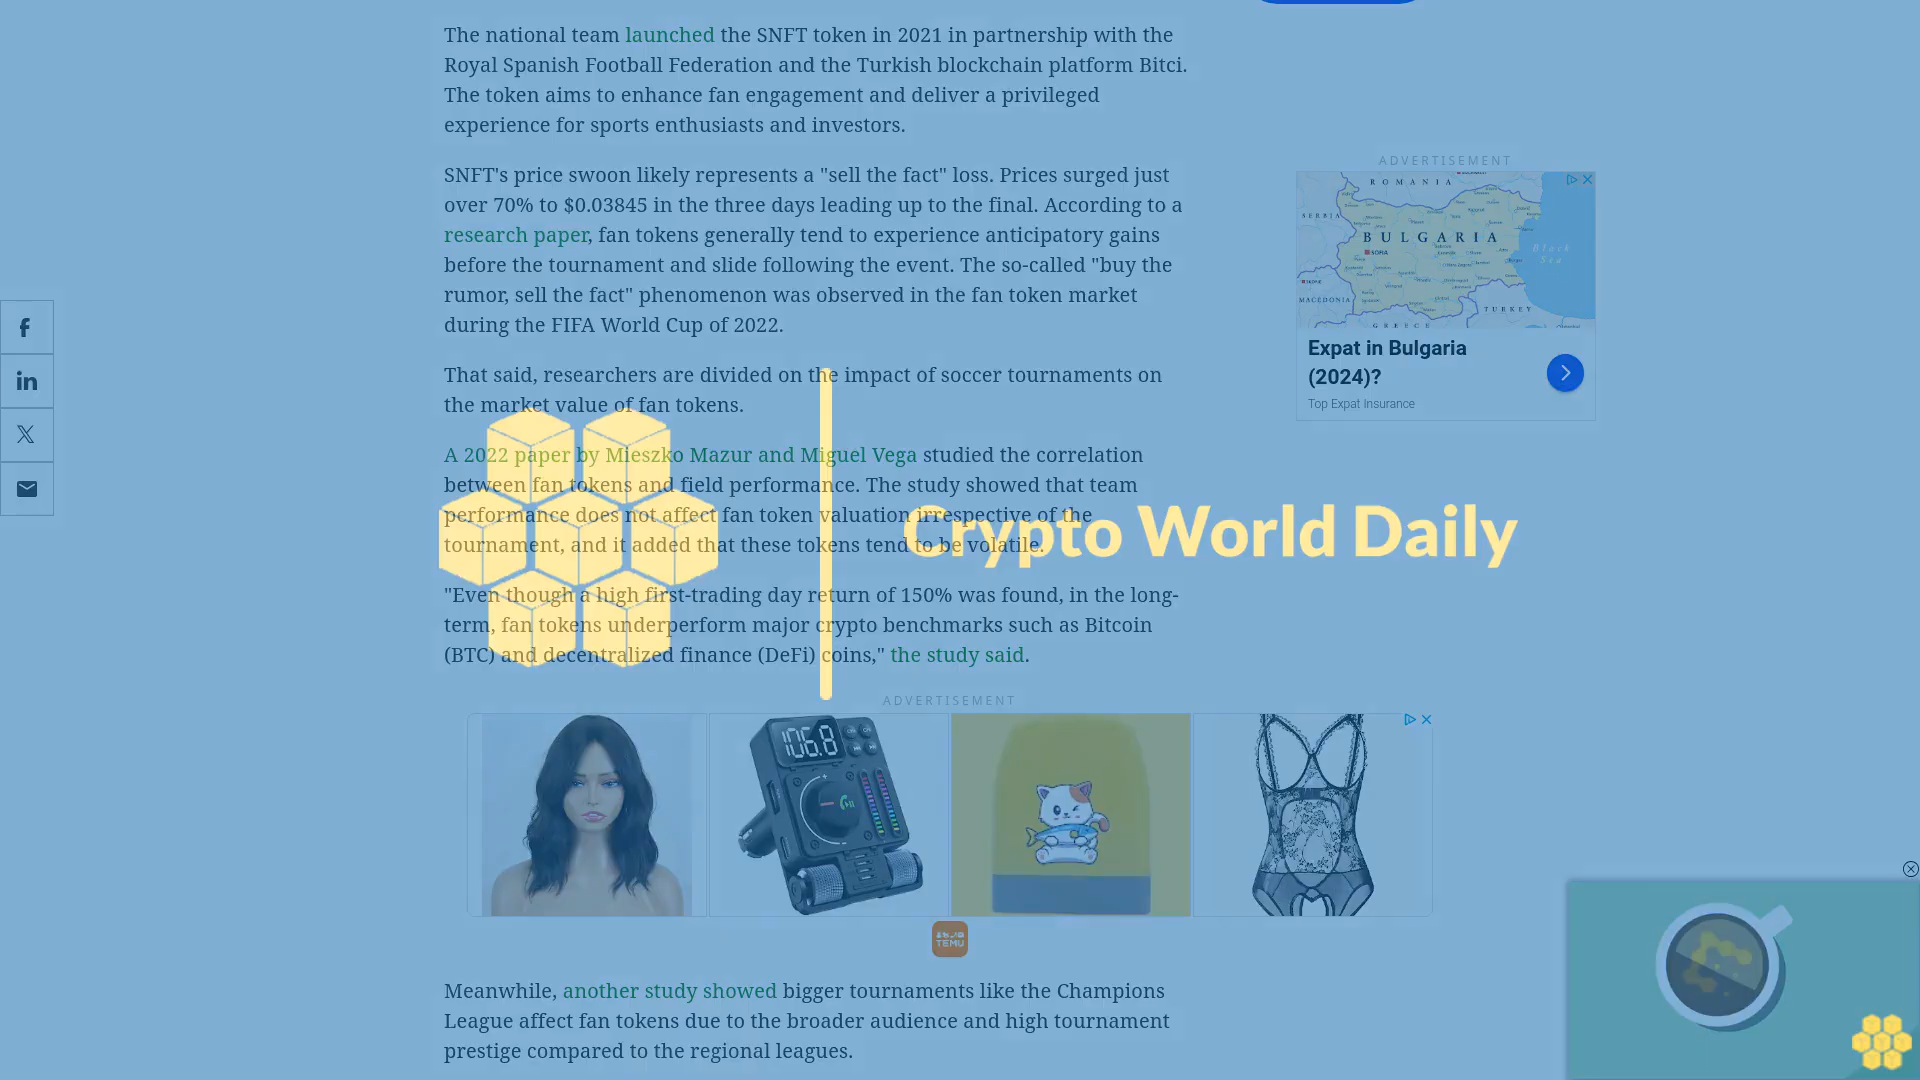 The national team launched the SNFT token in 2021 in partnership with the
Royal Spanish Football Federation and the Turkish blockchain platform Bitci.
The token aims to enhance fan engagement and deliver a privileged
experience for sports enthusiasts and investors.
SNFT's price swoon likely represents a "sell the fact" loss. Prices surged just
over 70% to $0.03845 in the three days leading up to the final. According to a
research paper, fan tokens generally tend to experience anticipatory gains
before the tournament and slide following the event. The so-called "buy the
rumor, sell the fact" phenomenon was observed in the fan token market
during the FIFA World Cup of 2022.
That said, researchers are divided on the impact of soccer tournaments on
the market value of fan tokens.
A 2022 paper by Mieszko Mazur and Miguel Vega studied the correlation
between fan tokens and field performance. The study showed that team
performance does not affect fan token valuation irrespective of the
tournament, and it added that these tokens tend to be volatile.
"Even though a high first-trading day return of 150% was found, in the long-
term, fan tokens underperform major crypto benchmarks such as Bitcoin
(BTC) and decentralized finance (DeFi) coins," the study said.
Crypto World Daily
ADVERTISEMENT
ROMANIA
SERBIA
BULGARIA
SOFIA
Black
Sea
MACEDONIA
TURKEY
GREECE
Expat in Bulgaria
(2024)?
Top Expat Insurance
ADVERTISEMENT
106.8
TEMU
Meanwhile, another study showed bigger tournaments like the Champions
League affect fan tokens due to the broader audience and high tournament
prestige compared to the regional leagues.